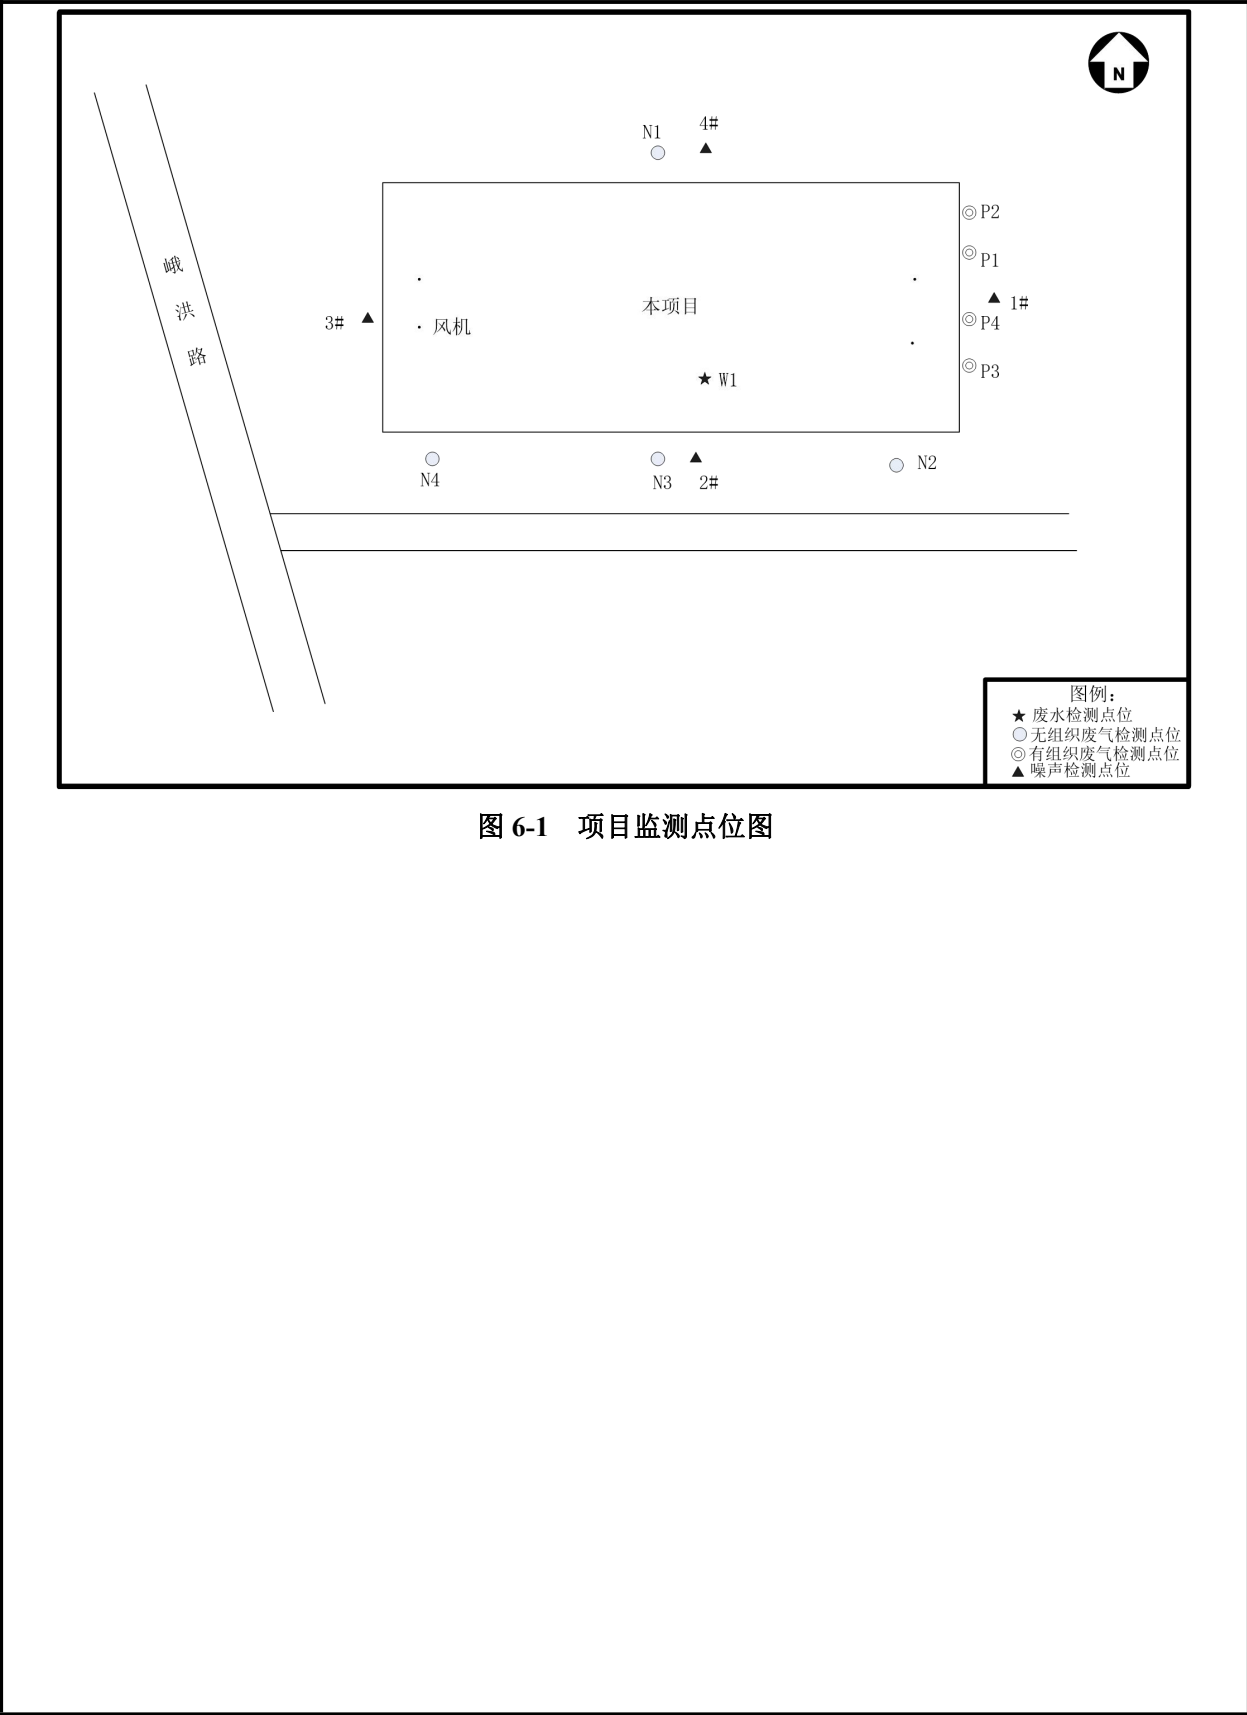 N
N1
4#
P2
P1
1#
P4
P3
峨
洪
路
3#
风机
本项目
W1
N4
N3
2#
N2
图例：
废水检测点位
无组织废气检测点位
有组织废气检测点位
噪声检测点位
图 6-1 项目监测点位图